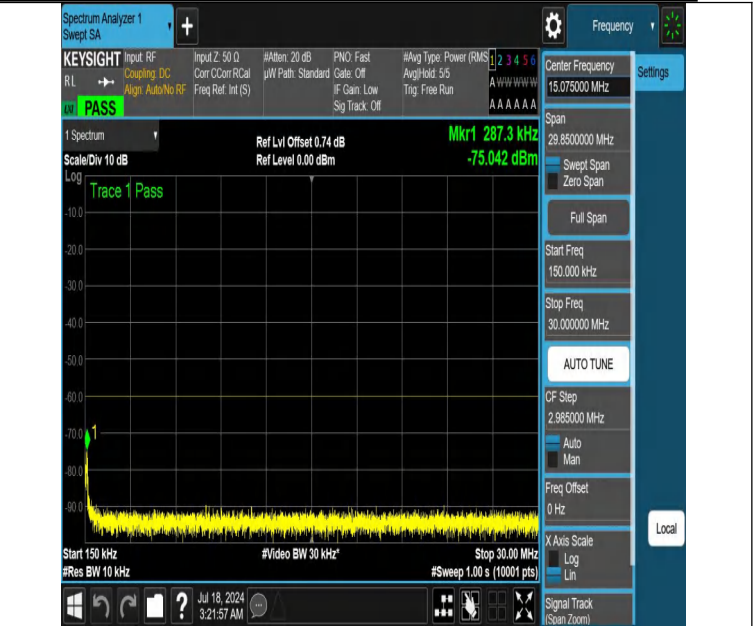 Spectrum Analyzer 1
Swept SA
+
Frequency
KEYSIGHT
RL
PASS
Input: RF
Coupling: DC
Align: Auto/No RF
Input Z: 50 Ω
Corr CCorr RCal
Freq Ref: Int (S)
#Atten: 20 dB
µW Path: Standard
PNO: Fast
Gate: Off
IF Gain: Low
Sig Track: Off
#Avg Type: Power (RMS
Avg|Hold: 5/5
Trig: Free Run
1 2 3 4 5 6
A W W W W W
A A A A A A
1 Spectrum
Scale/Div 10 dB
Ref Lvl Offset 0.74 dB
Ref Level 0.00 dBm
Mkr1 287.3 kHz
-75.042 dBm
Log
Trace 1 Pass
-10.0
-20.0
-30.0
-40.0
-50.0
-60.0
-70.0
1
-80.0
-90.0
Start 150 kHz
#Video BW 30 kHz*
Stop 30.00 MHz
#Res BW 10 kHz
#Sweep 1.00 s (10001 pts)
?
Jul 18, 2024
3:21:57 AM
Center Frequency
15.075000 MHz
Settings
Span
29.8500000 MHz
Swept Span
Zero Span
Full Span
Start Freq
150.000 kHz
Stop Freq
30.000000 MHz
AUTO TUNE
CF Step
2.985000 MHz
Auto
Man
Freq Offset
0 Hz
X Axis Scale
Log
Lin
Local
Signal Track
(Span Zoom)